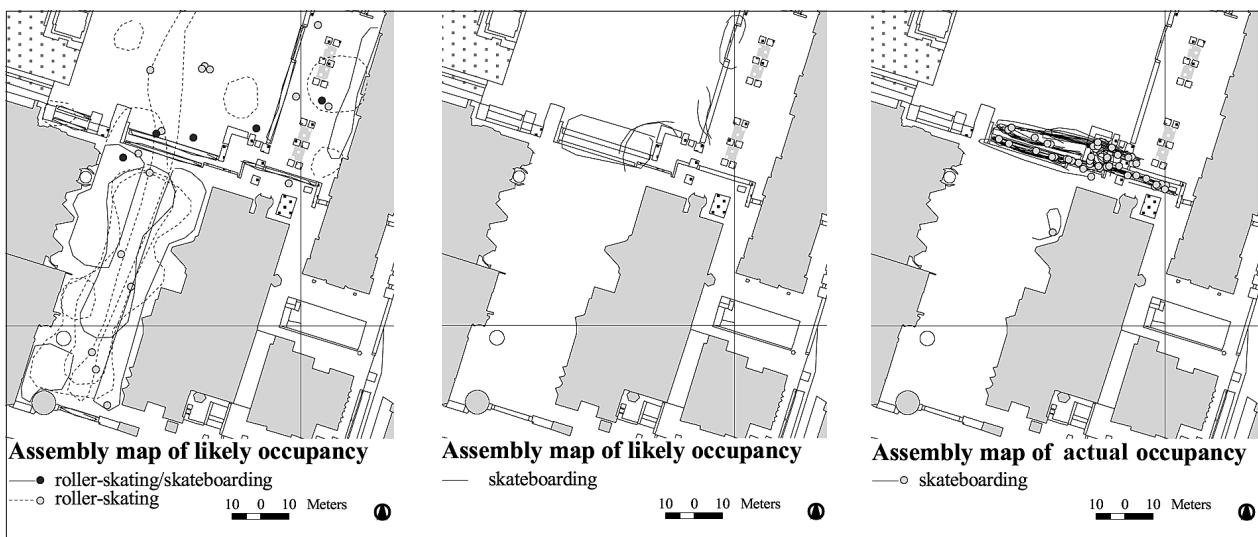 Assembly map of likely occupancy
roller-skating/skateboarding
roller-skating
10 0 10 Meters
Assembly map of likely occupancy
skateboarding
10 0 10 Meters
Assembly map of actual occupancy
skateboarding
10 0 10 Meters